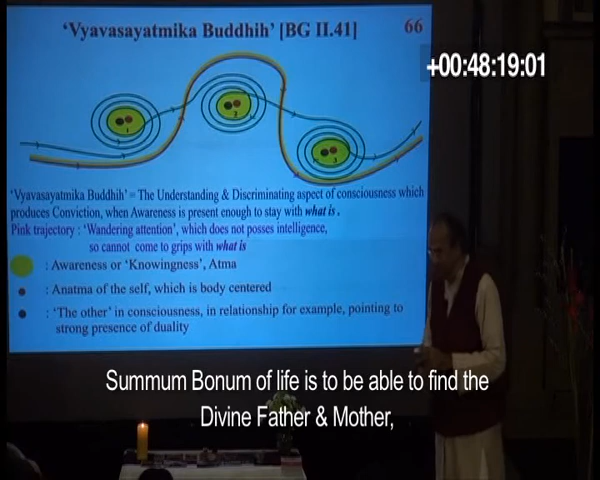 'Vyavasayatmika Buddhih' [BG II.41]
66
+00:48:19:01
1
2
3
'Vyavasayatmika Buddhih' = The Understanding & Discriminating aspect of consciousness which
produces Conviction, when Awareness is present enough to stay with what is .
Pink trajectory : 'Wandering attention', which does not posses intelligence,
so cannot come to grips with what is
: Awareness or 'Knowingness', Atma
: Anatma of the self, which is body centered
: 'The other' in consciousness, in relationship for example, pointing to
strong presence of duality
Summum Bonum of life is to be able to find the
Divine Father & Mother,